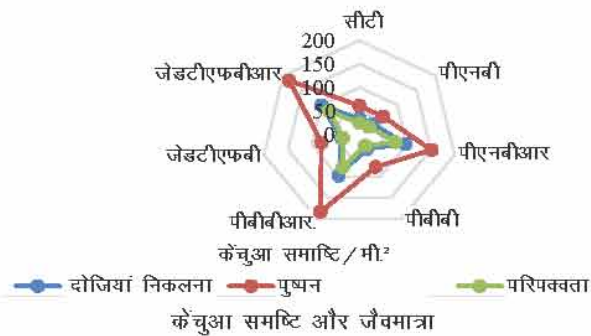 सीटी
200
150
100
50
0
पीएनबी
पीएनबीआर
पीबीबी
पीबीबीआर.
जेडटीएफबी
जेडटीएफबीआर
केंचुआ समाष्टि/मी.²
दोजियां निकलना पुष्पन परिपक्वता
केंचुआ समष्टि और जैवमात्रा